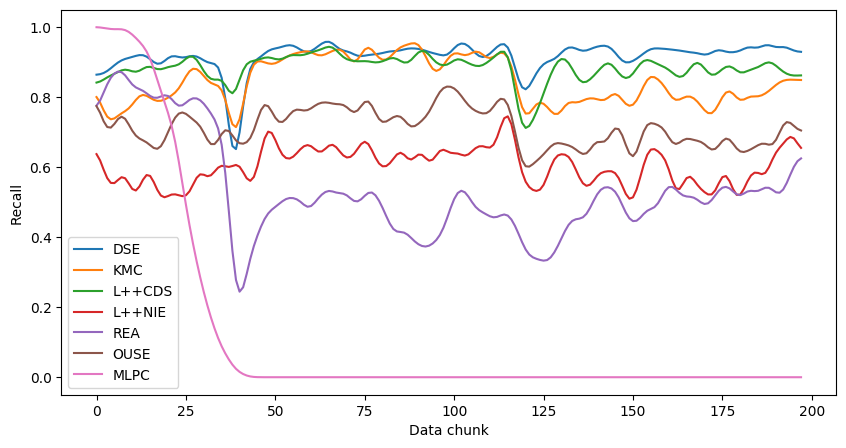 1.0
0.8
0.6
0.4
0.2
0.0
Recall
DSE
KMC
L++CDS
L++NIE
REA
OUSE
MLPC
0 25 50 75 100 125 150 175 200
Data chunk